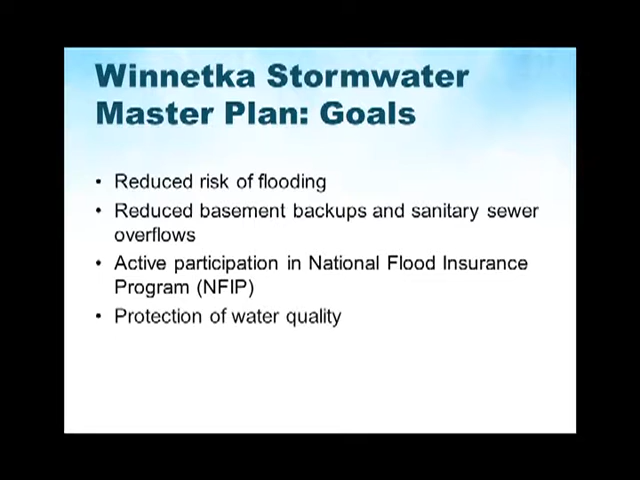 Winnetka Stormwater
Master Plan: Goals
• Reduced risk of flooding
• Reduced basement backups and sanitary sewer
overflows
• Active participation in National Flood Insurance
Program (NFIP)
• Protection of water quality